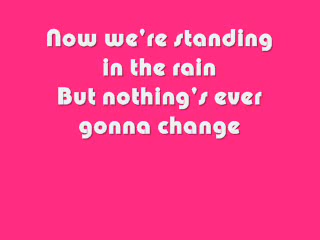 Now we're standing
in the rain
But nothing's ever
gonna change